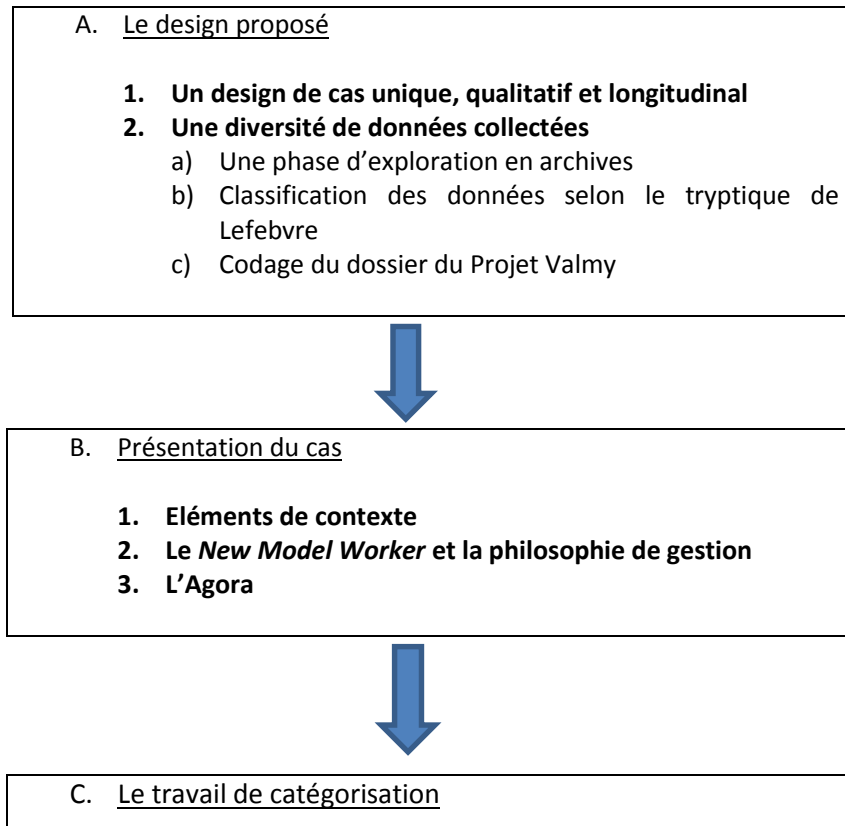 A. Le design proposé
1. Un design de cas unique, qualitatif et longitudinal
2. Une diversité de données collectées
a) Une phase d’exploration en archives
b) Classification des données selon le tryptique de
Lefebvre
c) Codage du dossier du Projet Valmy
B. Présentation du cas
1. Eléments de contexte
2. Le New Model Worker et la philosophie de gestion
3. L’Agora
C. Le travail de catégorisation